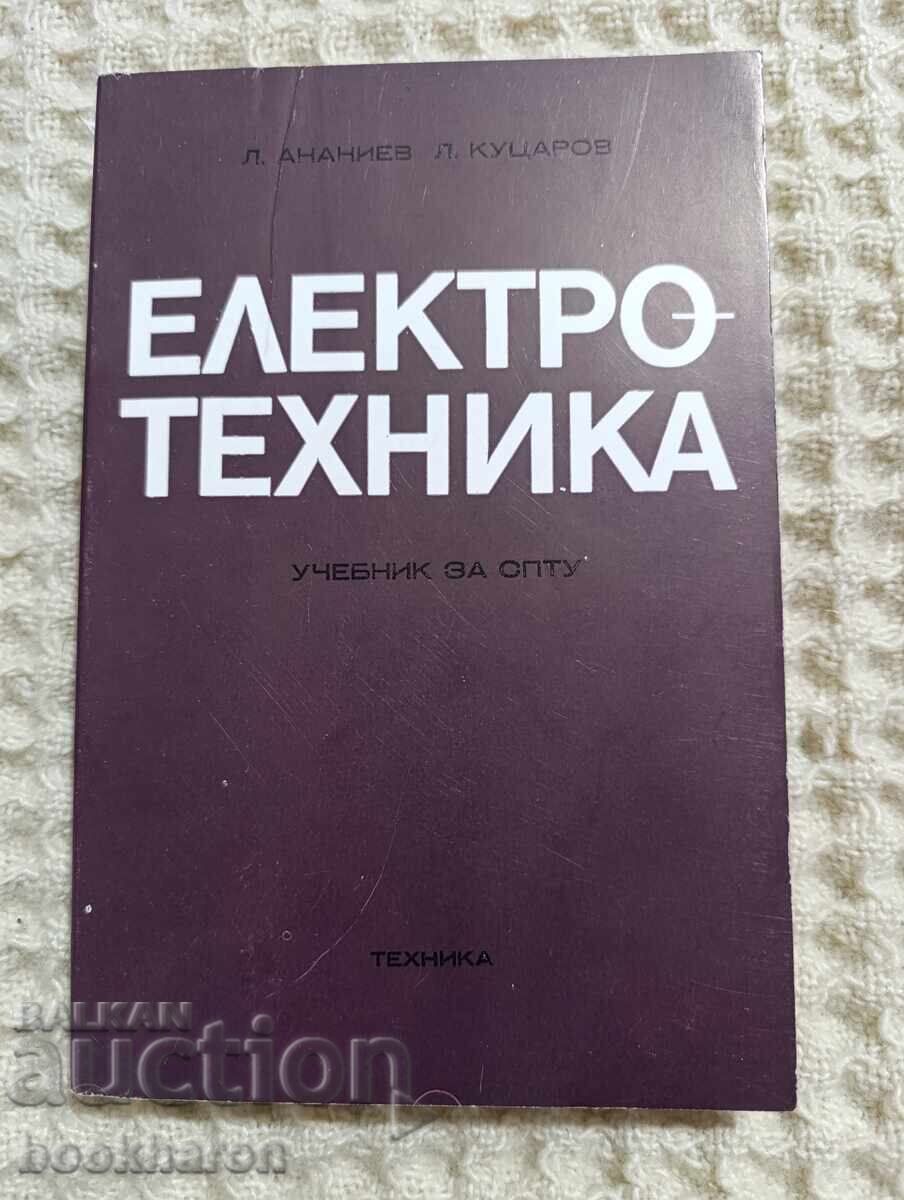 Л. АНАНИЕВ Л. КУЦАРОВ
ЕЛЕКТРО-
ТЕХНИКА
УЧЕБНИК ЗА СПТУ
ТЕХНИКА
BALKAN
auction
bookharon